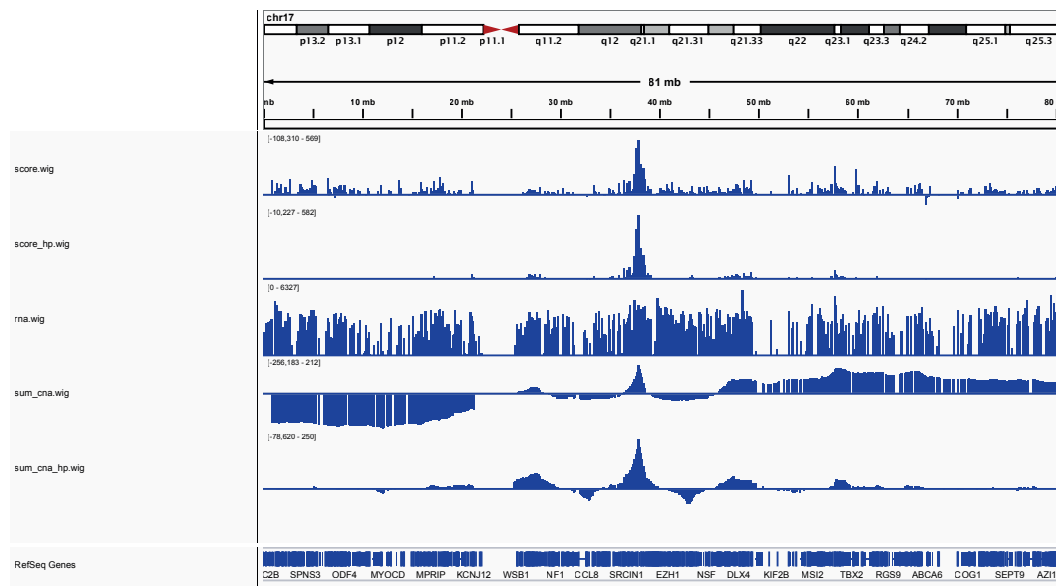 chr17
p13.2 p13.1 p12 p11.2 p11.1 q11.2 q12 q21.1 q21.31 q21.33 q22 q23.1 q23.3 q24.2 q25.1 q25.3
81 mb
mb 10 mb 20 mb 30 mb 40 mb 50 mb 60 mb 70 mb 80
[-108,310 - 569]
score.wig
[-10,227 - 582]
score_hp.wig
[0 - 6327]
rna.wig
[-256,183 - 212]
sum_cna.wig
[-78,620 - 250]
sum_cna_hp.wig
RefSeq Genes
C2B SPNS3 ODF4 MYOCD MPRIP KCNJ12 WSB1 NF1 CCL8 SRCIN1 EZH1 NSF DLX4 KIF2B MSI2 TBX2 RGS9 ABCA6 COG1 SEPT9 AZI